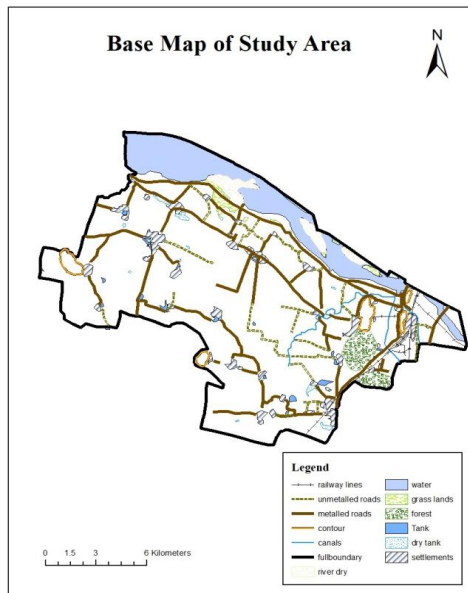 Base Map of Study Area
N
Legend
railway lines
unmetalled roads
metalled roads
contour
canals
fullboundary
river dry
water
grass lands
forest
Tank
dry tank
settlements
0 1.5 3 6 Kilometers